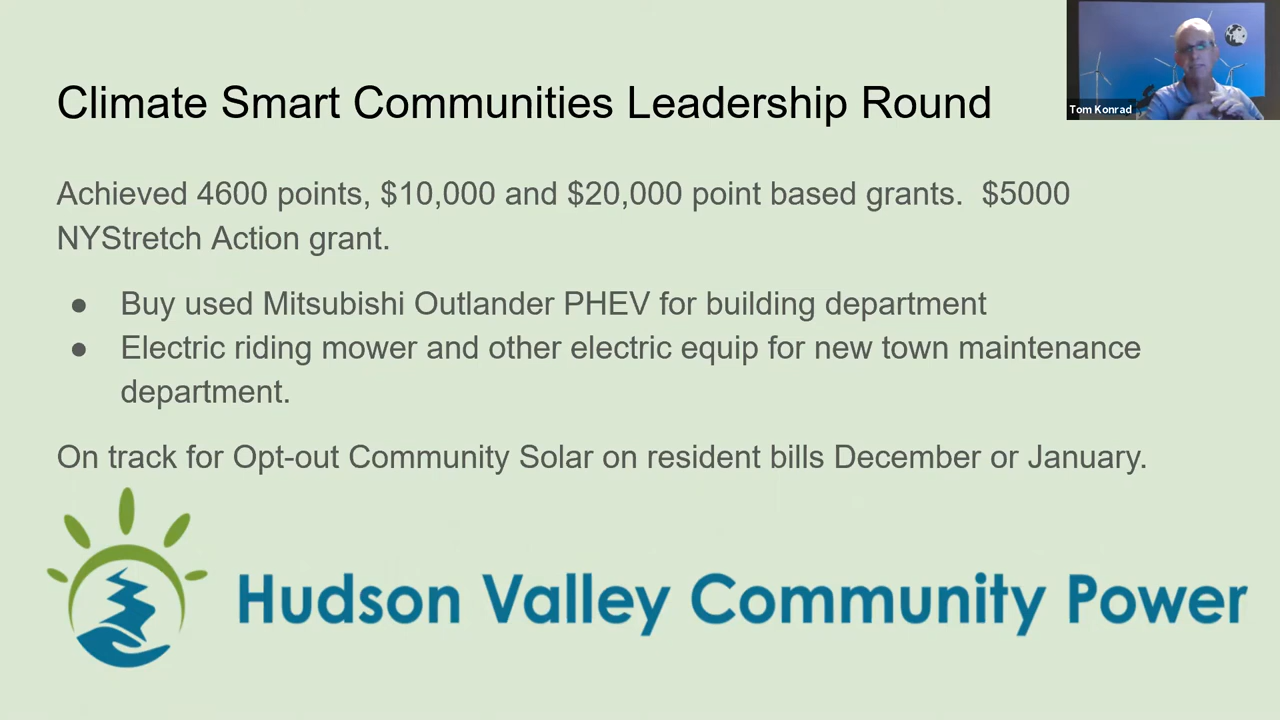 Climate Smart Communities Leadership Round
Tom Konrad
Achieved 4600 points, $10,000 and $20,000 point based grants.  $5000
NYStretch Action grant.
● Buy used Mitsubishi Outlander PHEV for building department
● Electric riding mower and other electric equip for new town maintenance
department.
On track for Opt-out Community Solar on resident bills December or January.
Hudson Valley Community Power